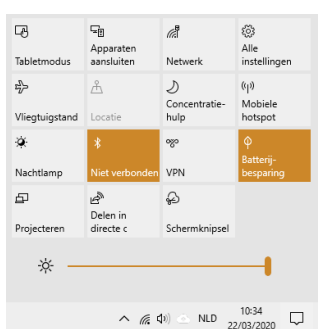 Tabletmodus
Apparaten
aansluiten
Netwerk
Alle
instellingen
Vliegtuigstand
Locatie
Concentratie-
hulp
Mobiele
hotspot
Nachtlamp
Niet verbonden
VPN
Batterij-
besparing
Projecteren
Delen in
directe c
Schermknipsel
NLD
10:34
22/03/2020